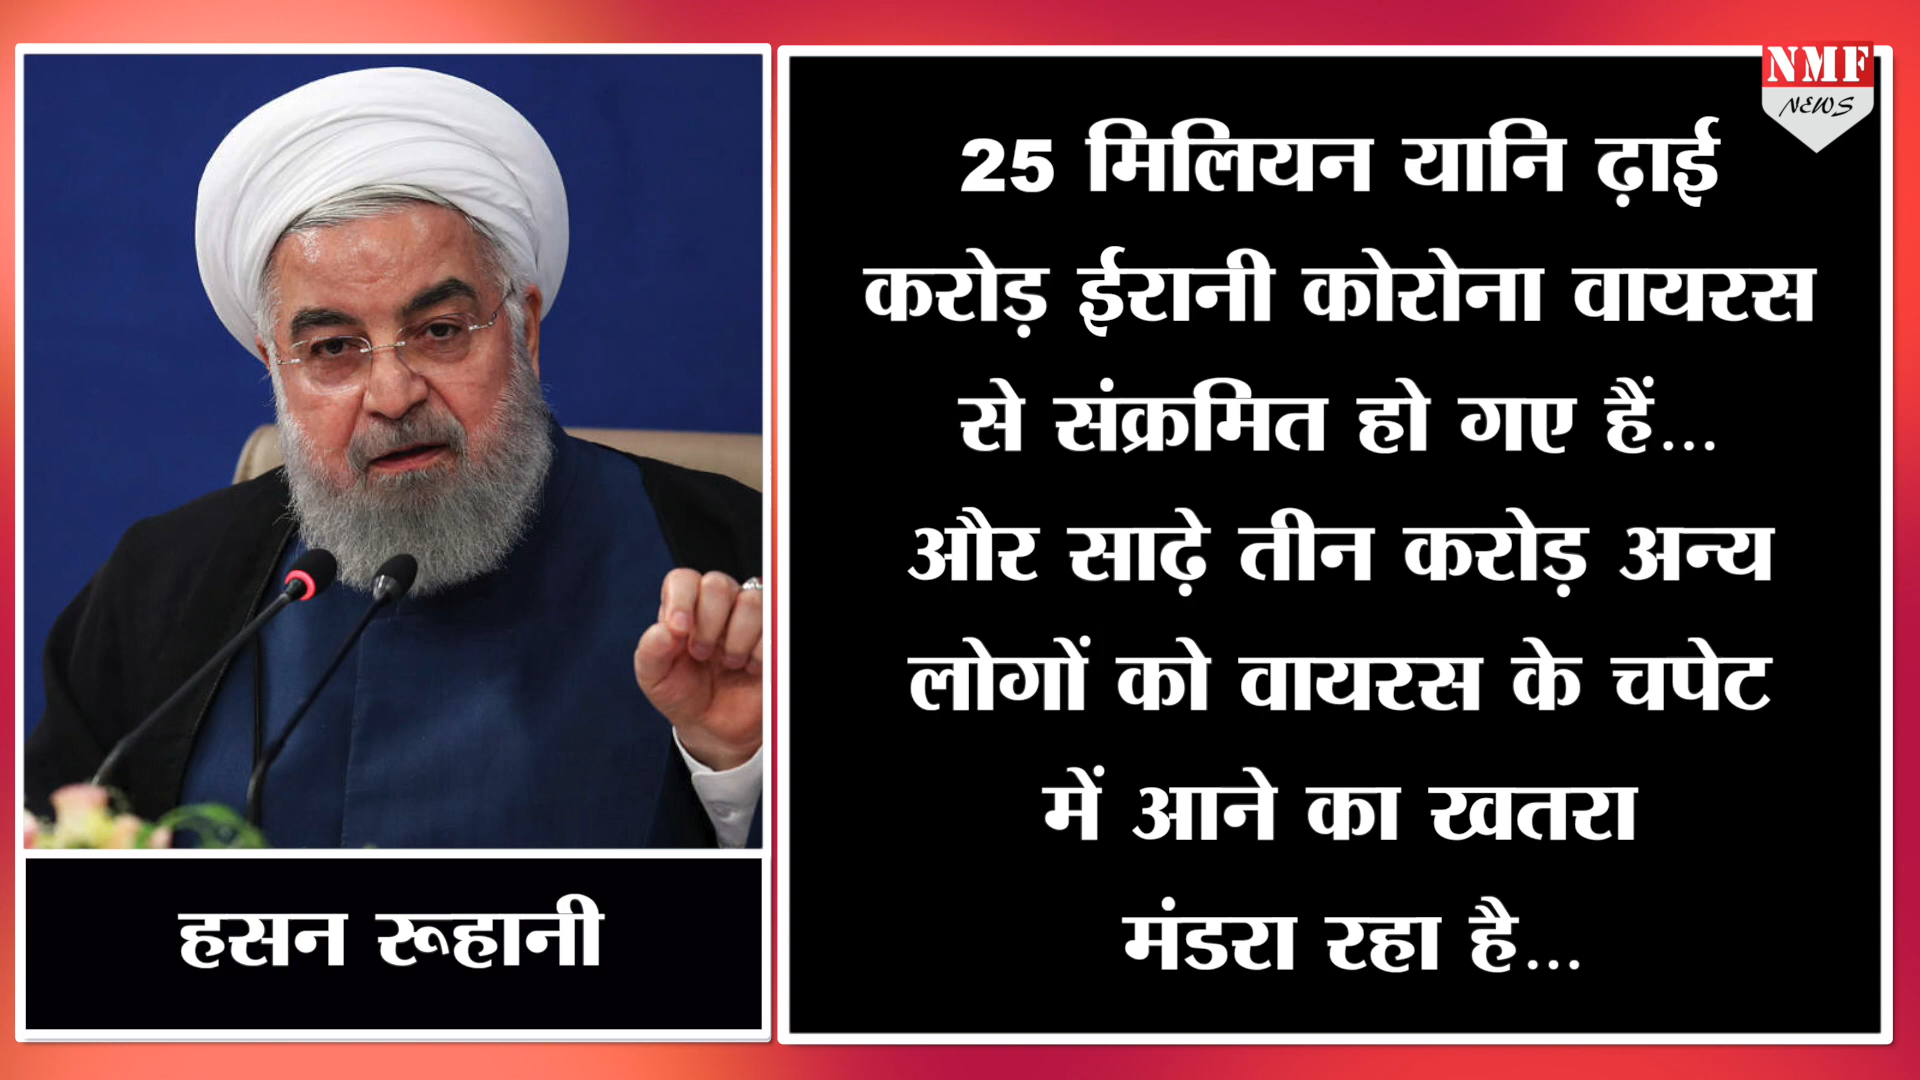 NMF
NEWS
25 मिलियन यानि ढ़ाई
करोड़ ईरानी कोरोना वायरस
से संक्रमित हो गए हैं...
और साढ़े तीन करोड़ अन्य
लोगों को वायरस के चपेट
में आने का खतरा
मंडरा रहा है...
हसन रूहानी